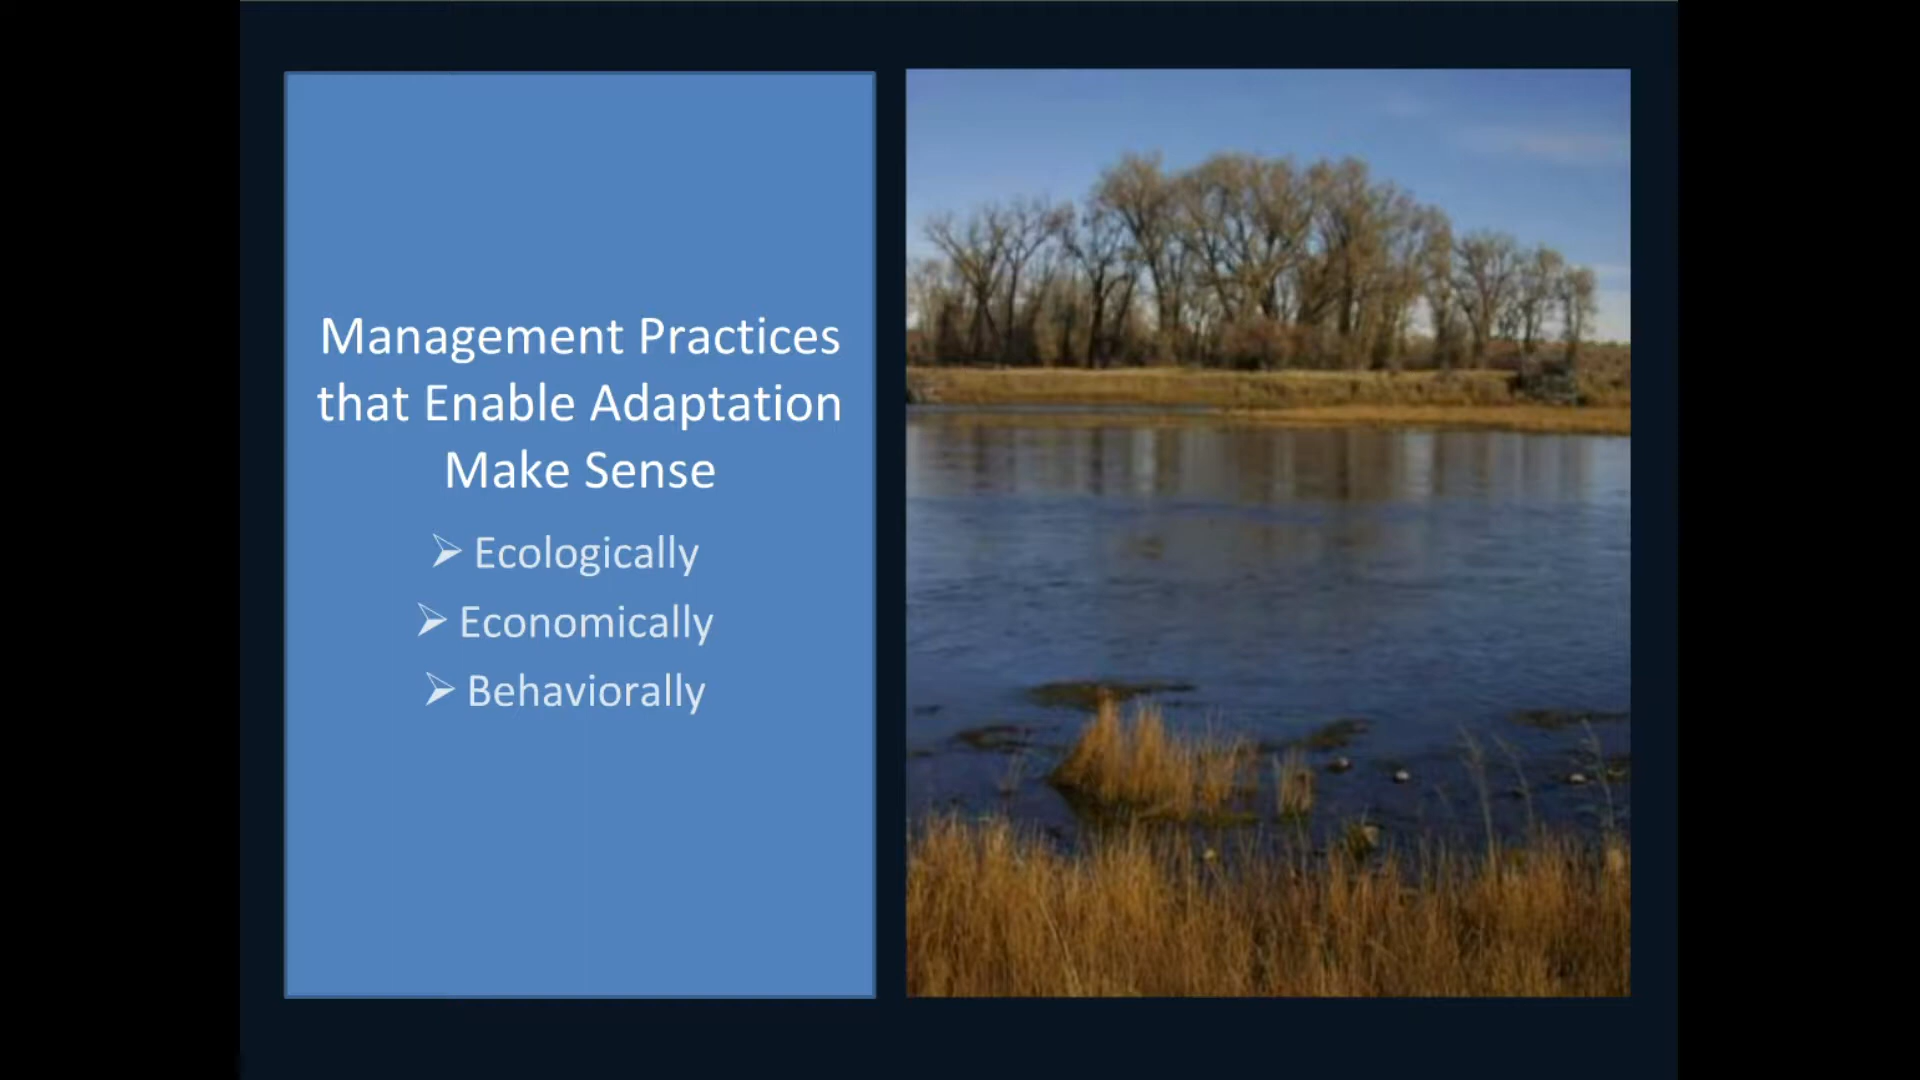 Management Practices
that Enable Adaptation
Make Sense
➢ Ecologically
➢ Economically
➢ Behaviorally